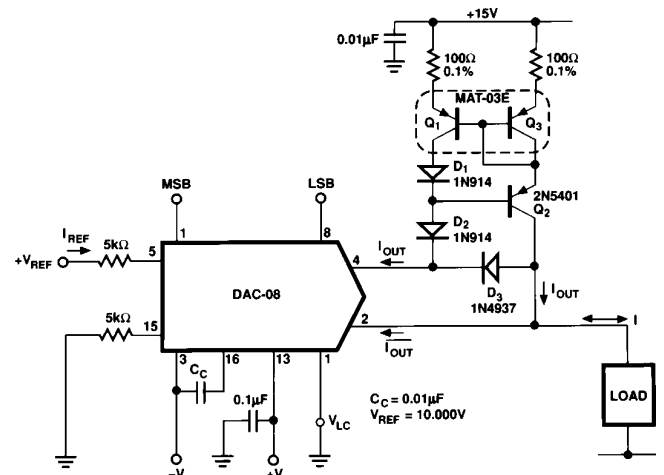 +15V
0.01μF
100Ω
0.1%
100Ω
0.1%
MAT-03E
Q1
Q3
D1
1N914
2N5401
Q2
D2
1N914
MSB
LSB
IREF
5kΩ
+VREF
1
8
5
4
IOUT
DAC-08
D3
1N4937
IOUT
I
5kΩ
15
2
IOUT
3
16
13
1
CC
0.1μF
VLC
CC = 0.01μF
VREF = 10.000V
LOAD
–V
+V